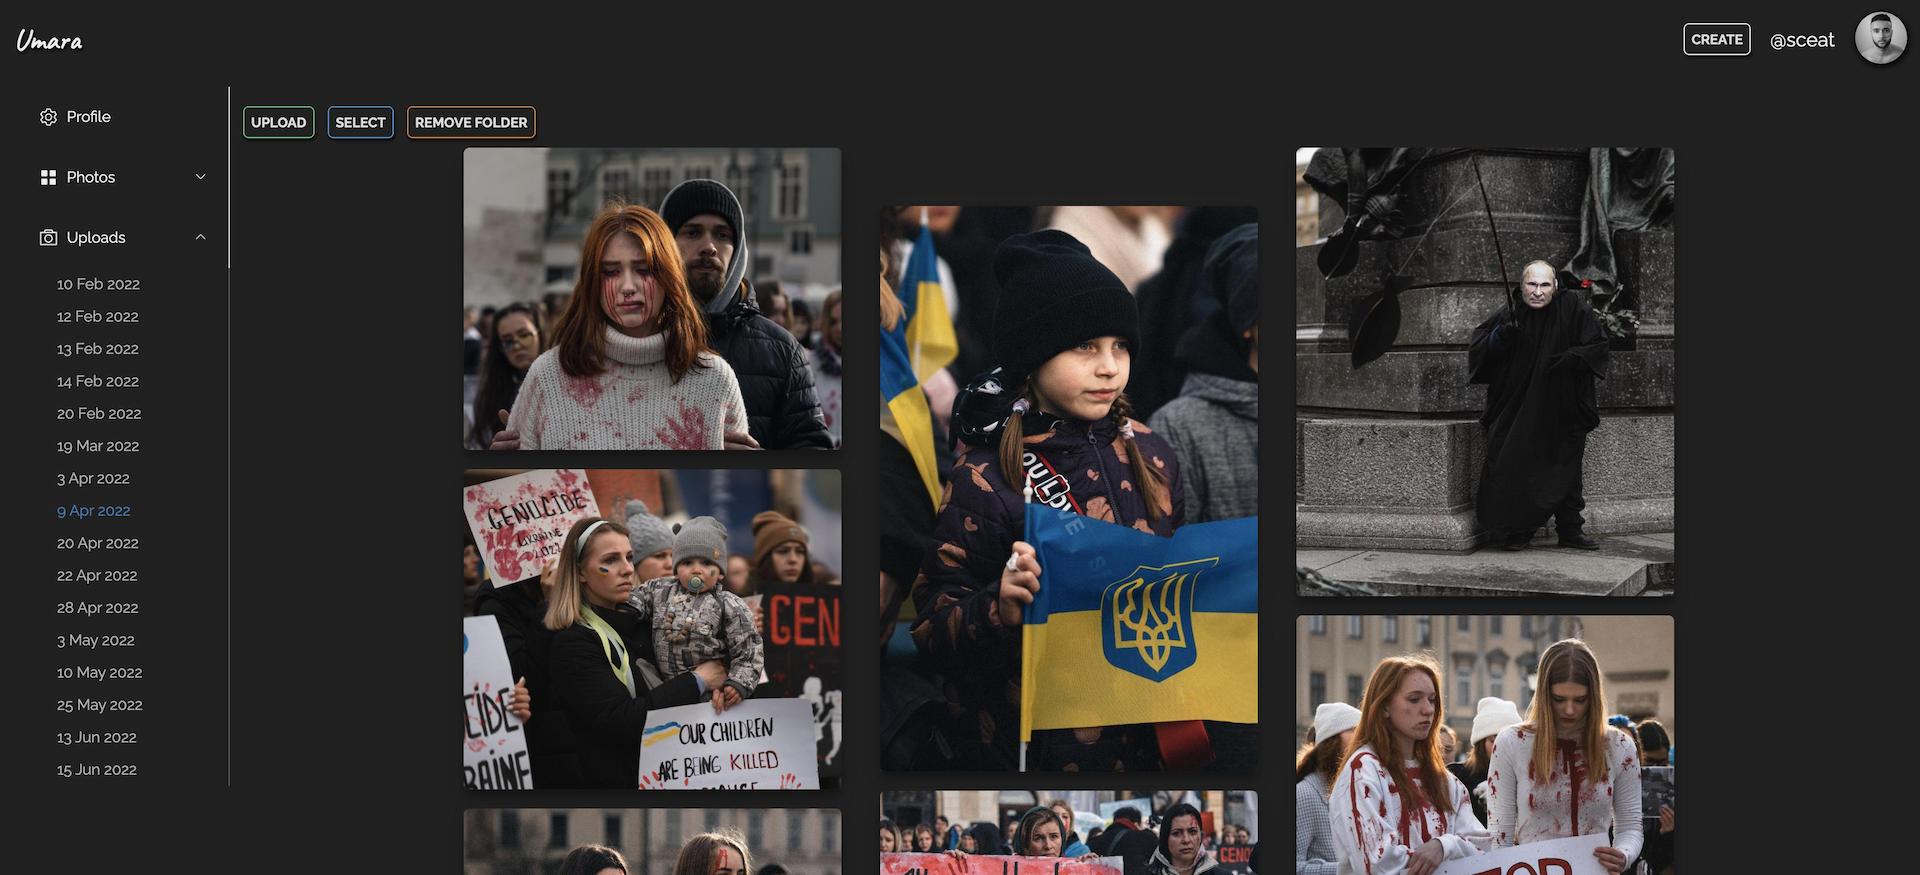 Umara
CREATE
@sceat
Profile
Photos
Uploads
10 Feb 2022
12 Feb 2022
13 Feb 2022
14 Feb 2022
20 Feb 2022
19 Mar 2022
3 Apr 2022
9 Apr 2022
20 Apr 2022
22 Apr 2022
28 Apr 2022
3 May 2022
10 May 2022
25 May 2022
13 Jun 2022
15 Jun 2022
UPLOAD
SELECT
REMOVE FOLDER
GENOCIDE
UKRAINE
2022
GEN
CIDE
RAINE
OUR CHILDREN
ARE BEING KILLED
OU LOV
GENO